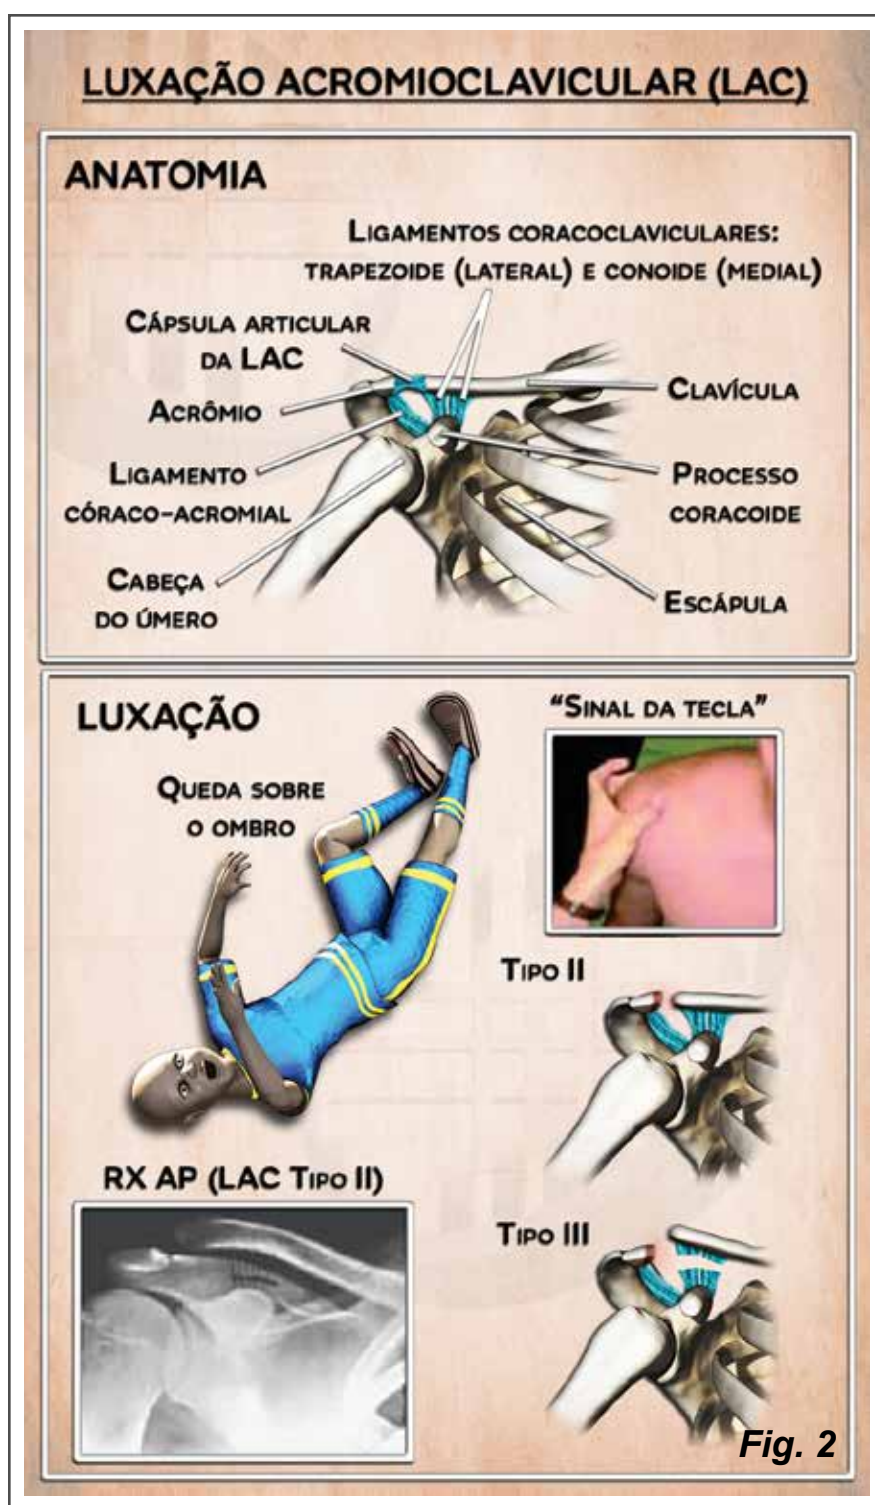 LUXAÇÃO ACROMIOCLAVICULAR (LAC)
ANATOMIA
LIGAMENTOS CORACOCLAVICULARES:
TRAPEZOIDE (LATERAL) E CONOIDE (MEDIAL)
CÁPSULA ARTICULAR
DA LAC
ACRÔMIO
CLAVÍCULA
LIGAMENTO
CÓRACO-ACROMIAL
PROCESSO
CORACOIDE
CABEÇA
DO ÚMERO
ESCÁPULA
LUXAÇÃO
"SINAL DA TECLA"
QUEDA SOBRE
O OMBRO
TIPO II
RX AP (LAC TIPO II)
TIPO III
Fig. 2